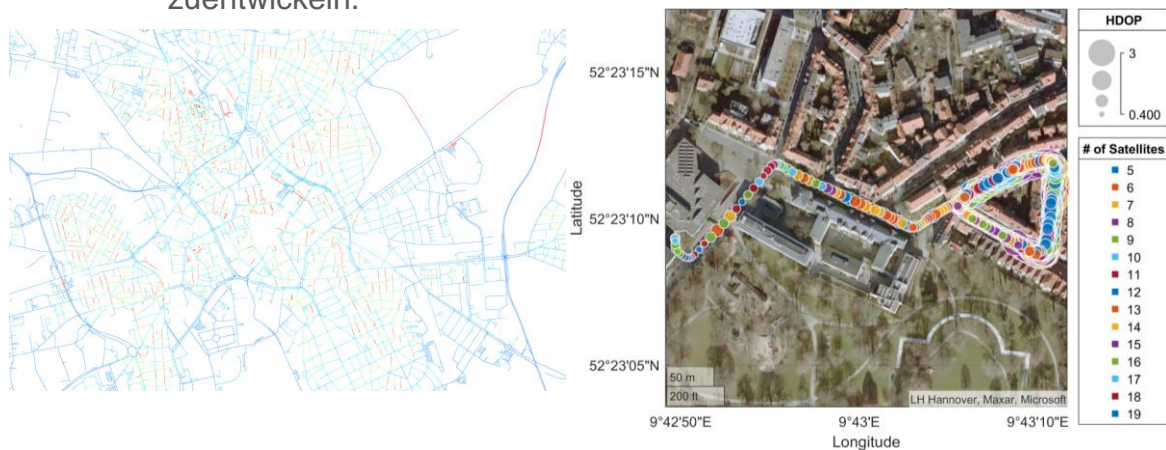 zuentwickeln.
HDOP
3
0.400
# of Satellites
5
6
7
8
9
10
11
12
13
14
15
16
17
18
19
Latitude
52°23'15"N
52°23'10"N
52°23'05"N
50 m
200 ft
LH Hannover, Maxar, Microsoft
9°42'50"E
9°43'E
9°43'10"E
Longitude